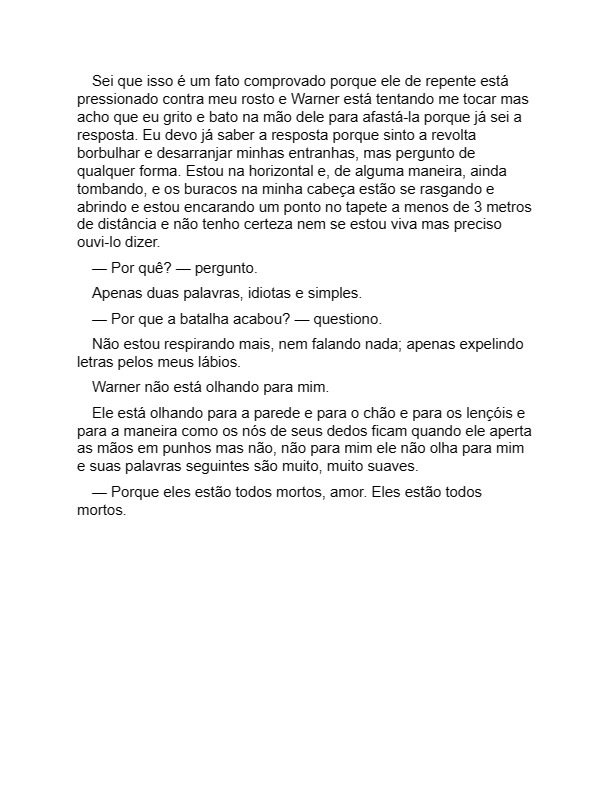 Sei que isso é um fato comprovado porque ele de repente está
pressionado contra meu rosto e Warner está tentando me tocar mas
acho que eu grito e bato na mão dele para afastá-la porque já sei a
resposta. Eu devo já saber a resposta porque sinto a revolta
borbulhar e desarranjar minhas entranhas, mas pergunto de
qualquer forma. Estou na horizontal e, de alguma maneira, ainda
tombando, e os buracos na minha cabeça estão se rasgando e
abrindo e estou encarando um ponto no tapete a menos de 3 metros
de distância e não tenho certeza nem se estou viva mas preciso
ouvi-lo dizer.
— Por quê? — pergunto.
Apenas duas palavras, idiotas e simples.
— Por que a batalha acabou? — questiono.
Não estou respirando mais, nem falando nada; apenas expelindo
letras pelos meus lábios.
Warner não está olhando para mim.
Ele está olhando para a parede e para o chão e para os lençóis e
para a maneira como os nós de seus dedos ficam quando ele aperta
as mãos em punhos mas não, não para mim ele não olha para mim
e suas palavras seguintes são muito, muito suaves.
— Porque eles estão todos mortos, amor. Eles estão todos
mortos.